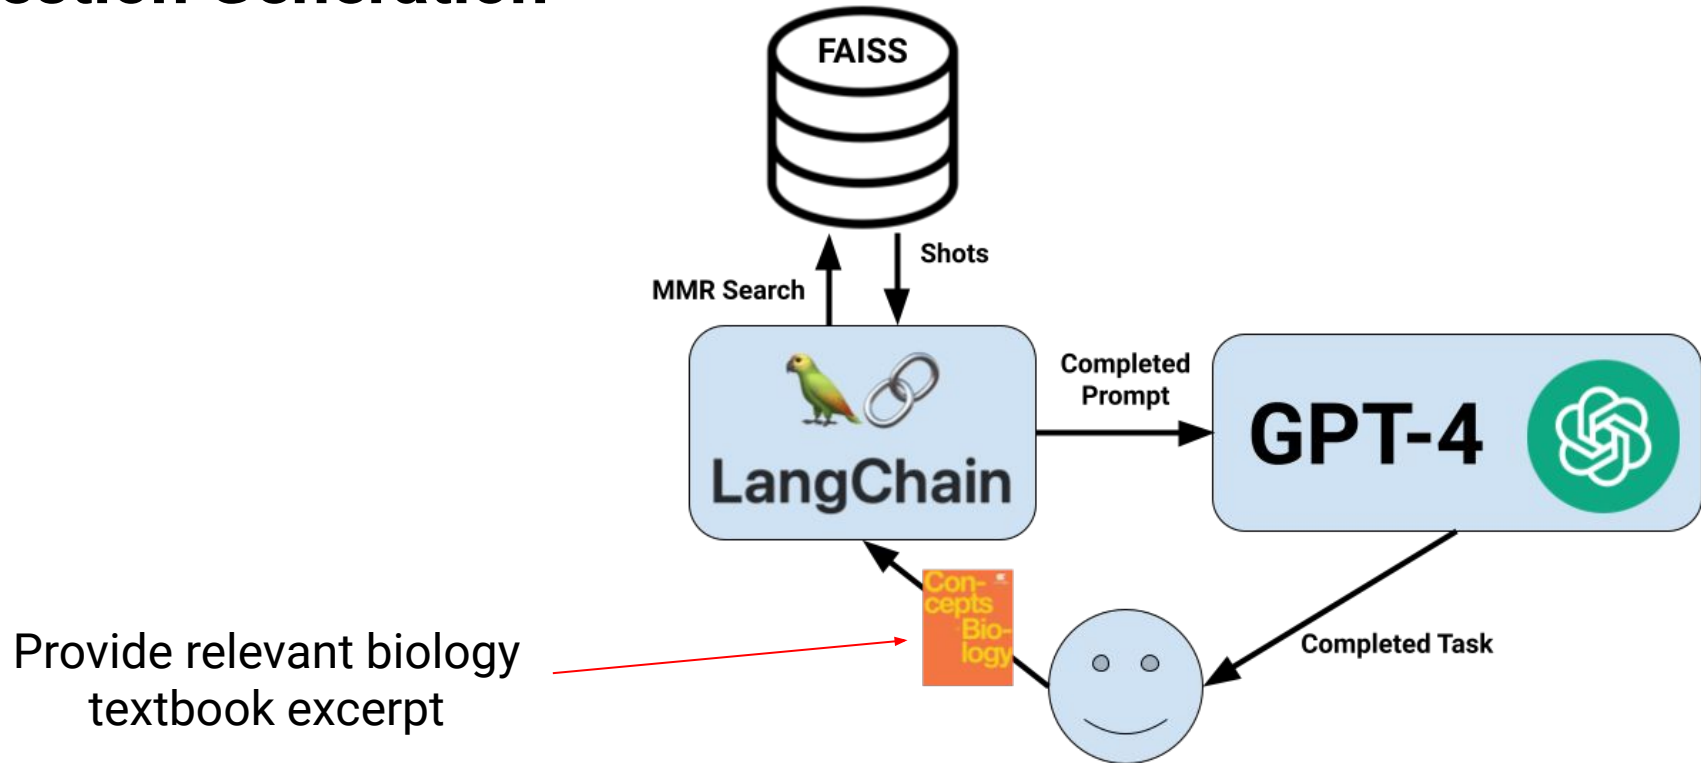 Generation
FAISS
Shots
MMR Search
Completed
Prompt
LangChain
GPT-4
Con-
cepts
Bio-
logy
Completed Task
Provide relevant biology
textbook excerpt